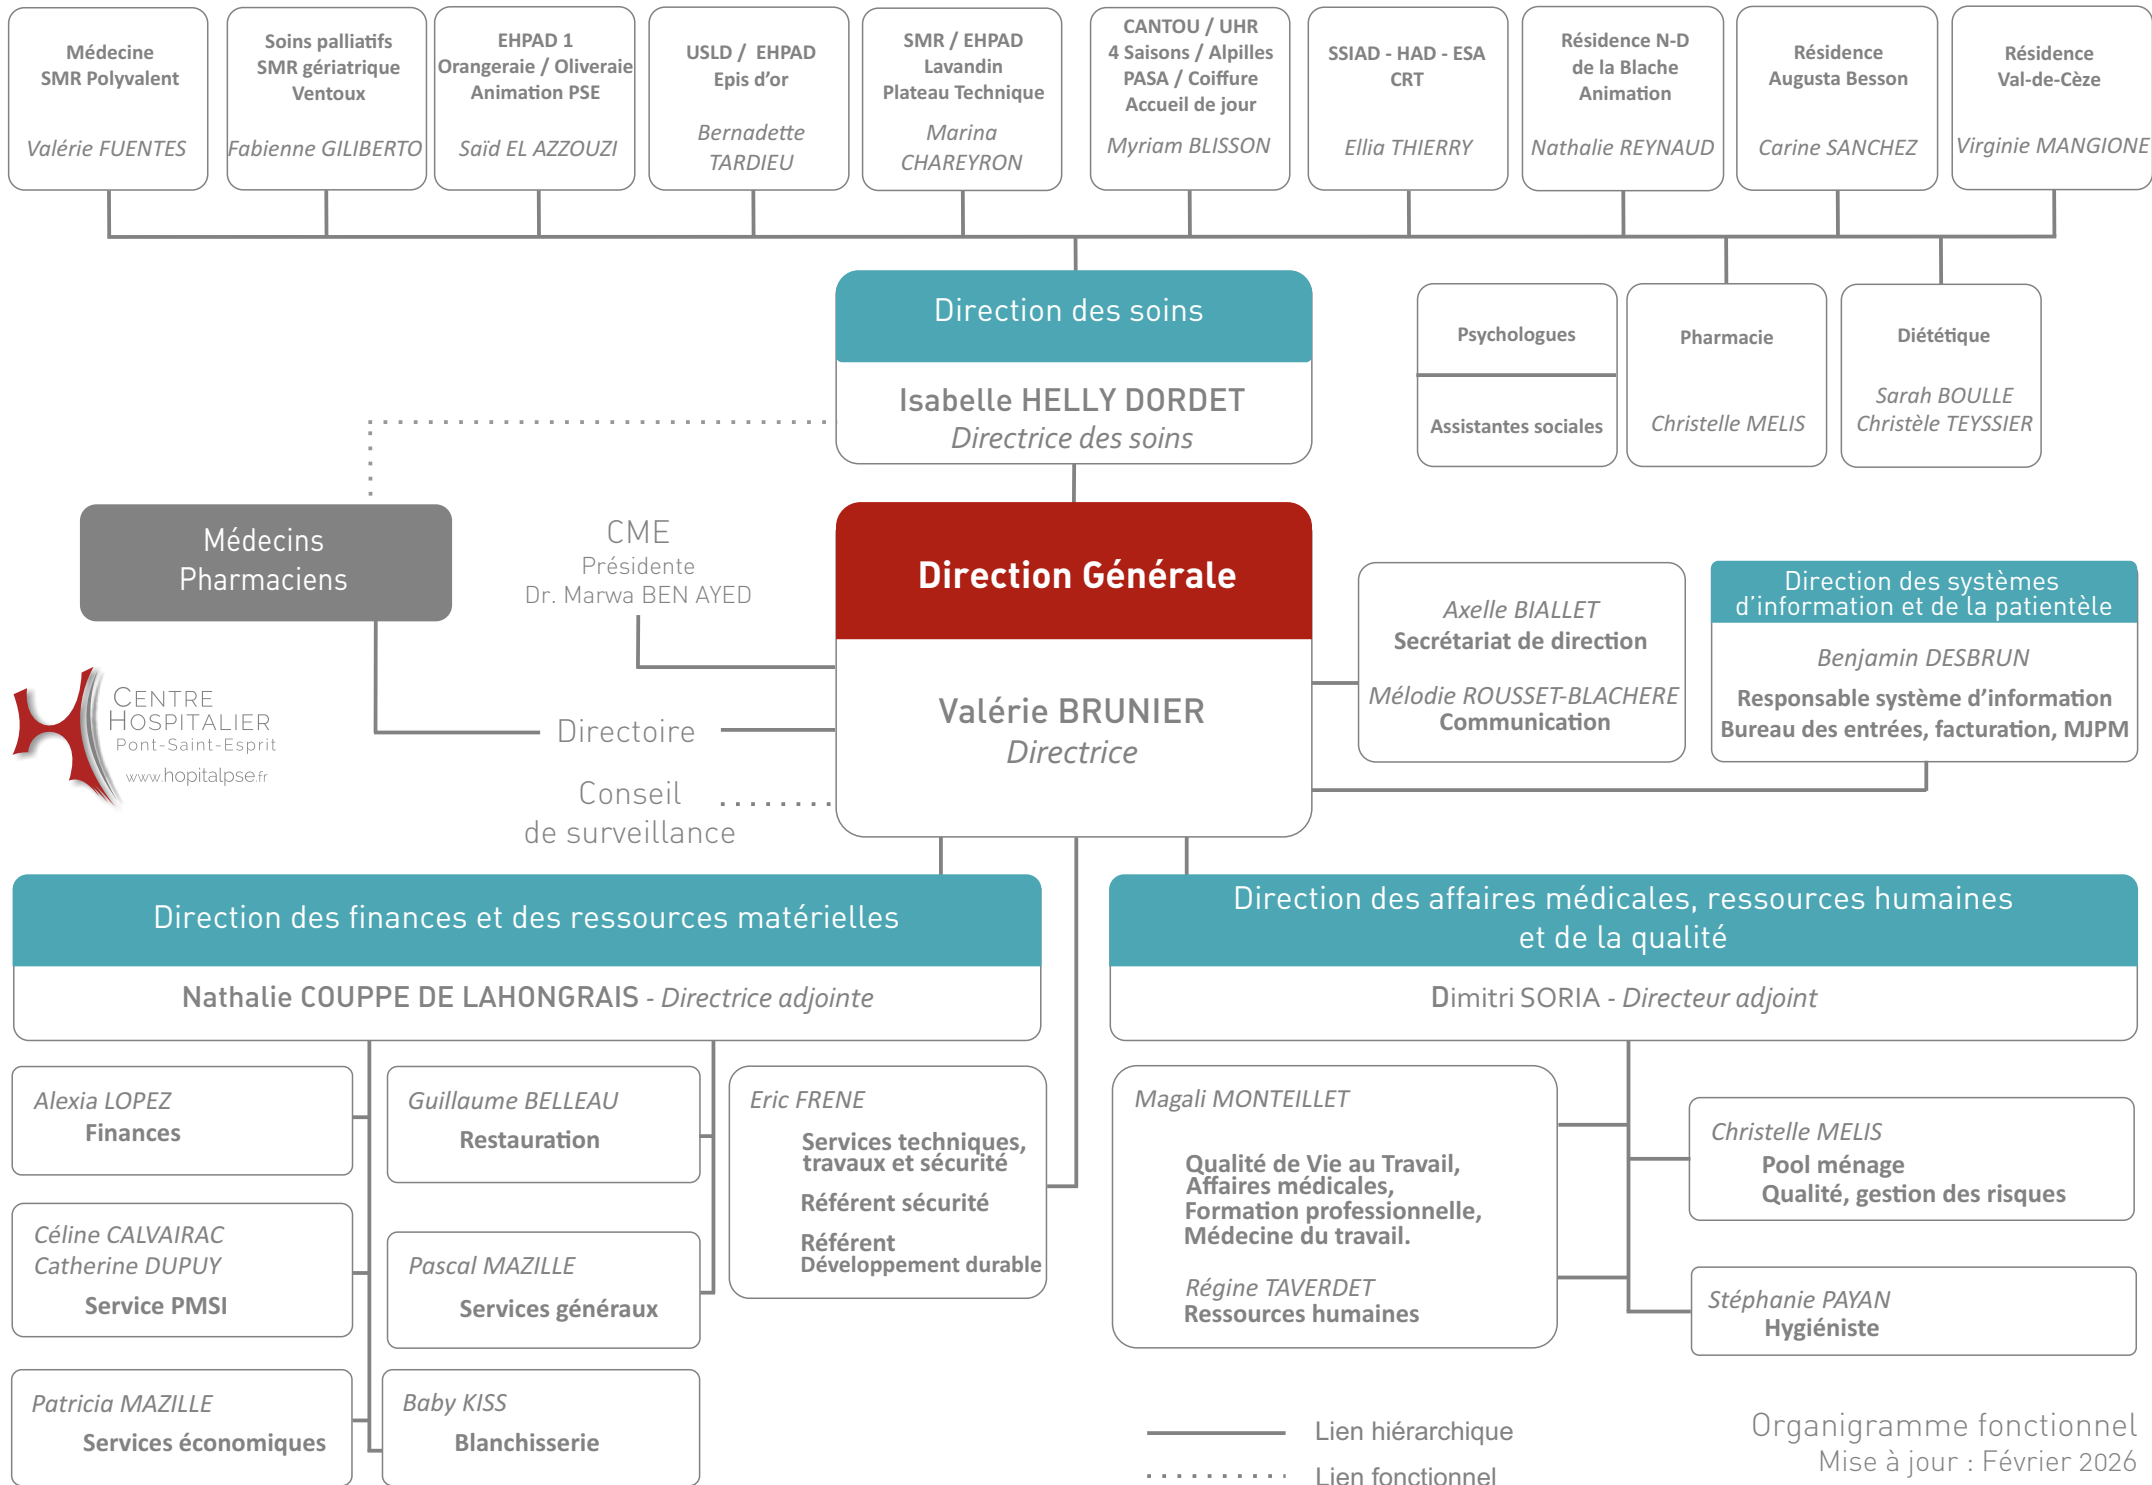 Médecine
SMR Polyvalent
Valérie FUENTES
Soins palliatifs
SMR gériatrique
Ventoux
Fabienne GILIBERTO
EHPAD 1
Orangeraie / Oliveraie
Animation PSE
Saïd EL AZZOUZI
USLD / EHPAD
Epis d’or
Bernadette
TARDIEU
SMR / EHPAD
Lavandin
Plateau Technique
Marina
CHAREYRON
CANTOU / UHR
4 Saisons / Alpilles
PASA / Coiffure
Accueil de jour
Myriam BLISSON
SSIAD - HAD - ESA
CRT
Ellia THIERRY
Résidence N-D
de la Blache
Animation
Nathalie REYNAUD
Résidence
Augusta Besson
Carine SANCHEZ
Résidence
Val-de-Cèze
Virginie MANGIONE
Direction des soins
Isabelle HELLY DORDET
Directrice des soins
Psychologues
Assistantes sociales
Pharmacie
Christelle MELIS
Diététique
Sarah BOULLE
Christèle TEYSSIER
Médecins
Pharmaciens
CME
Présidente
Dr. Marwa BEN AYED
Direction Générale
Valérie BRUNIER
Directrice
Axelle BIALLET
Secrétariat de direction
Mélodie ROUSSET-BLACHERE
Communication
Direction des systèmes
d’information et de la patientèle
Benjamin DESBRUN
Responsable système d’information
Bureau des entrées, facturation, MJPM
CENTRE
HOSPITALIER
Pont-Saint-Esprit
www.hopitalpse.fr
Directoire
Conseil
de surveillance
Direction des finances et des ressources matérielles
Nathalie COUPPE DE LAHONGRAIS - Directrice adjointe
Direction des affaires médicales, ressources humaines
et de la qualité
Dimitri SORIA - Directeur adjoint
Alexia LOPEZ
Finances
Céline CALVAIRAC
Catherine DUPUY
Service PMSI
Patricia MAZILLE
Services économiques
Guillaume BELLEAU
Restauration
Pascal MAZILLE
Services généraux
Baby KISS
Blanchisserie
Eric FRENE
Services techniques,
travaux et sécurité
Référent sécurité
Référent
Développement durable
Magali MONTEILLET
Qualité de Vie au Travail,
Affaires médicales,
Formation professionnelle,
Médecine du travail.
Régine TAVERDET
Ressources humaines
Christelle MELIS
Pool ménage
Qualité, gestion des risques
Stéphanie PAYAN
Hygiéniste
Lien hiérarchique
Lien fonctionnel
Organigramme fonctionnel
Mise à jour : Février 2026